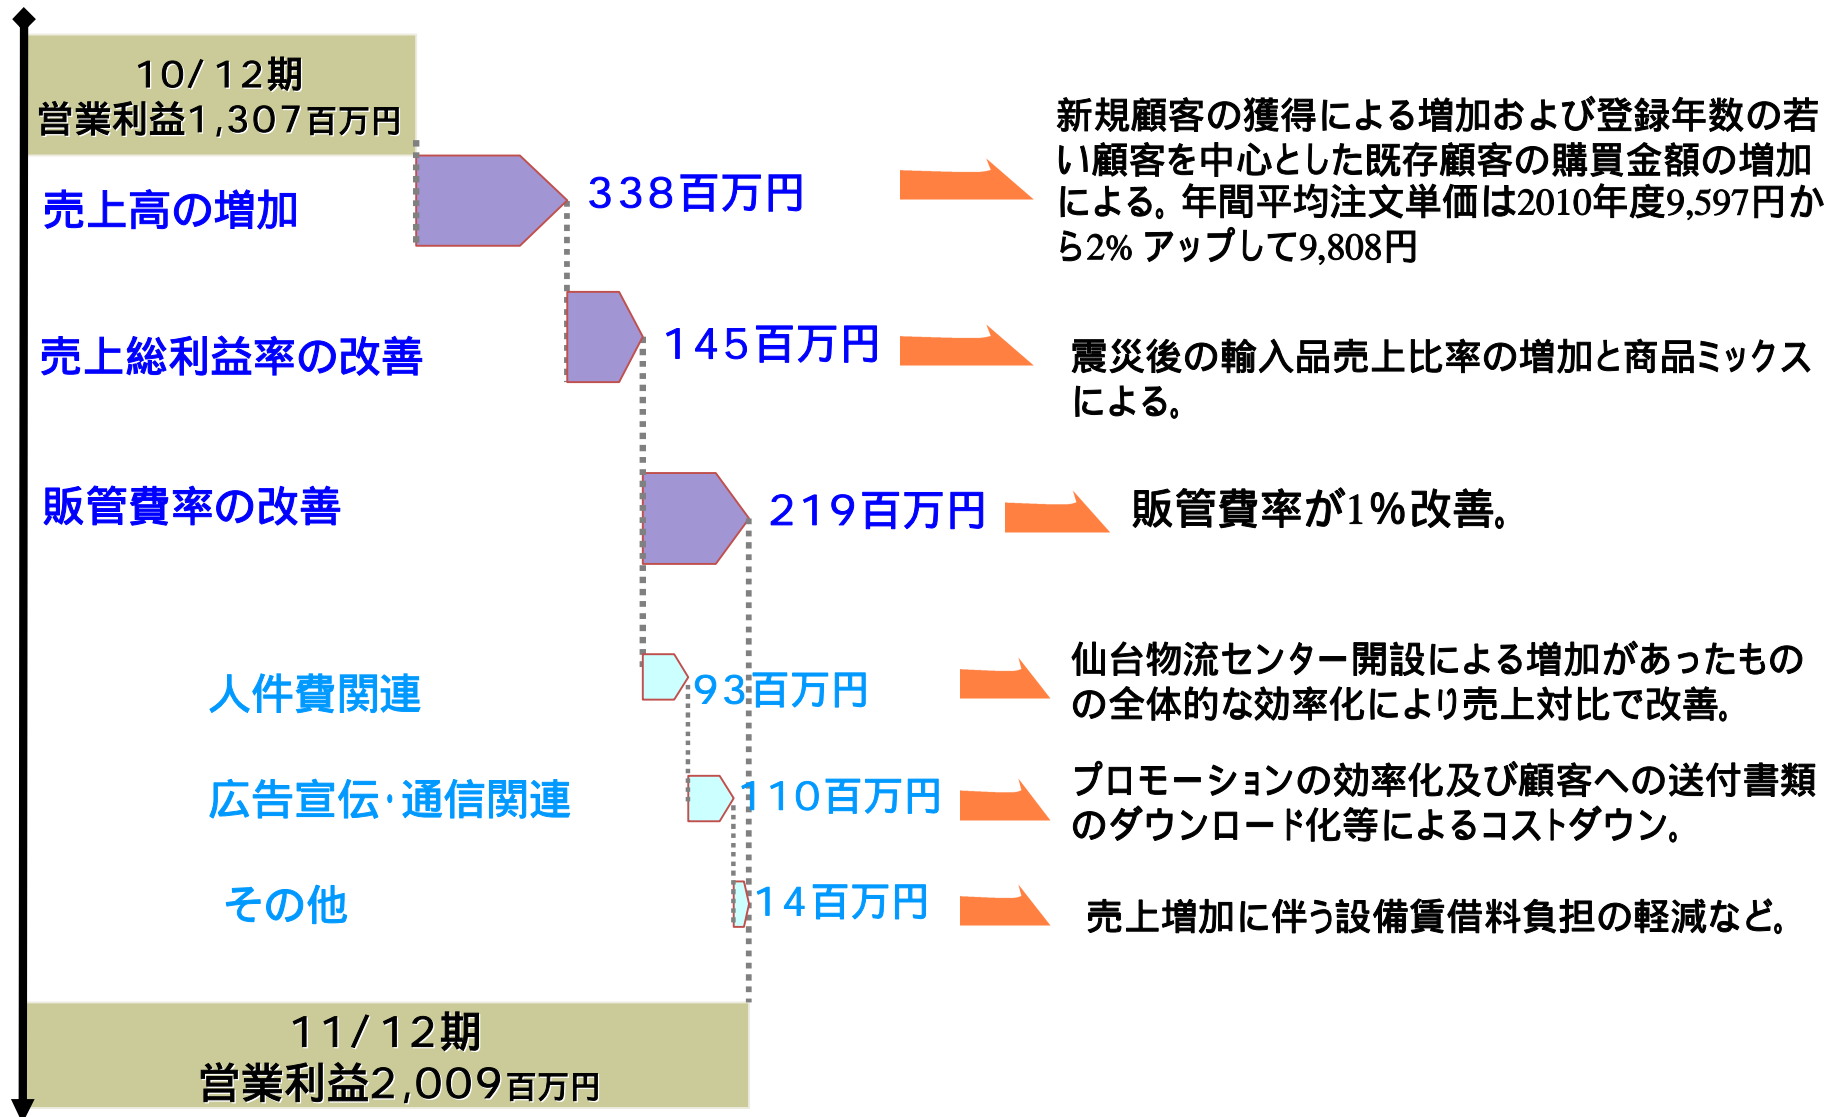 10/12期
営業利益1,307百万円
売上高の増加
338百万円
新規顧客の獲得による増加および登録年数の若
い顧客を中心とした既存顧客の購買金額の増加
による。年間平均注文単価は2010年度9,597円か
ら2% アップして9,808円
売上総利益率の改善
145百万円
震災後の輸入品売上比率の増加と商品ミックス
による。
販管費率の改善
219百万円
販管費率が1%改善。
人件費関連
93百万円
仙台物流センター開設による増加があったもの
の全体的な効率化により売上対比で改善。
広告宣伝・通信関連
110百万円
プロモーションの効率化及び顧客への送付書類
のダウンロード化等によるコストダウン。
その他
14百万円
売上増加に伴う設備賃借料負担の軽減など。
11/12期
営業利益2,009百万円